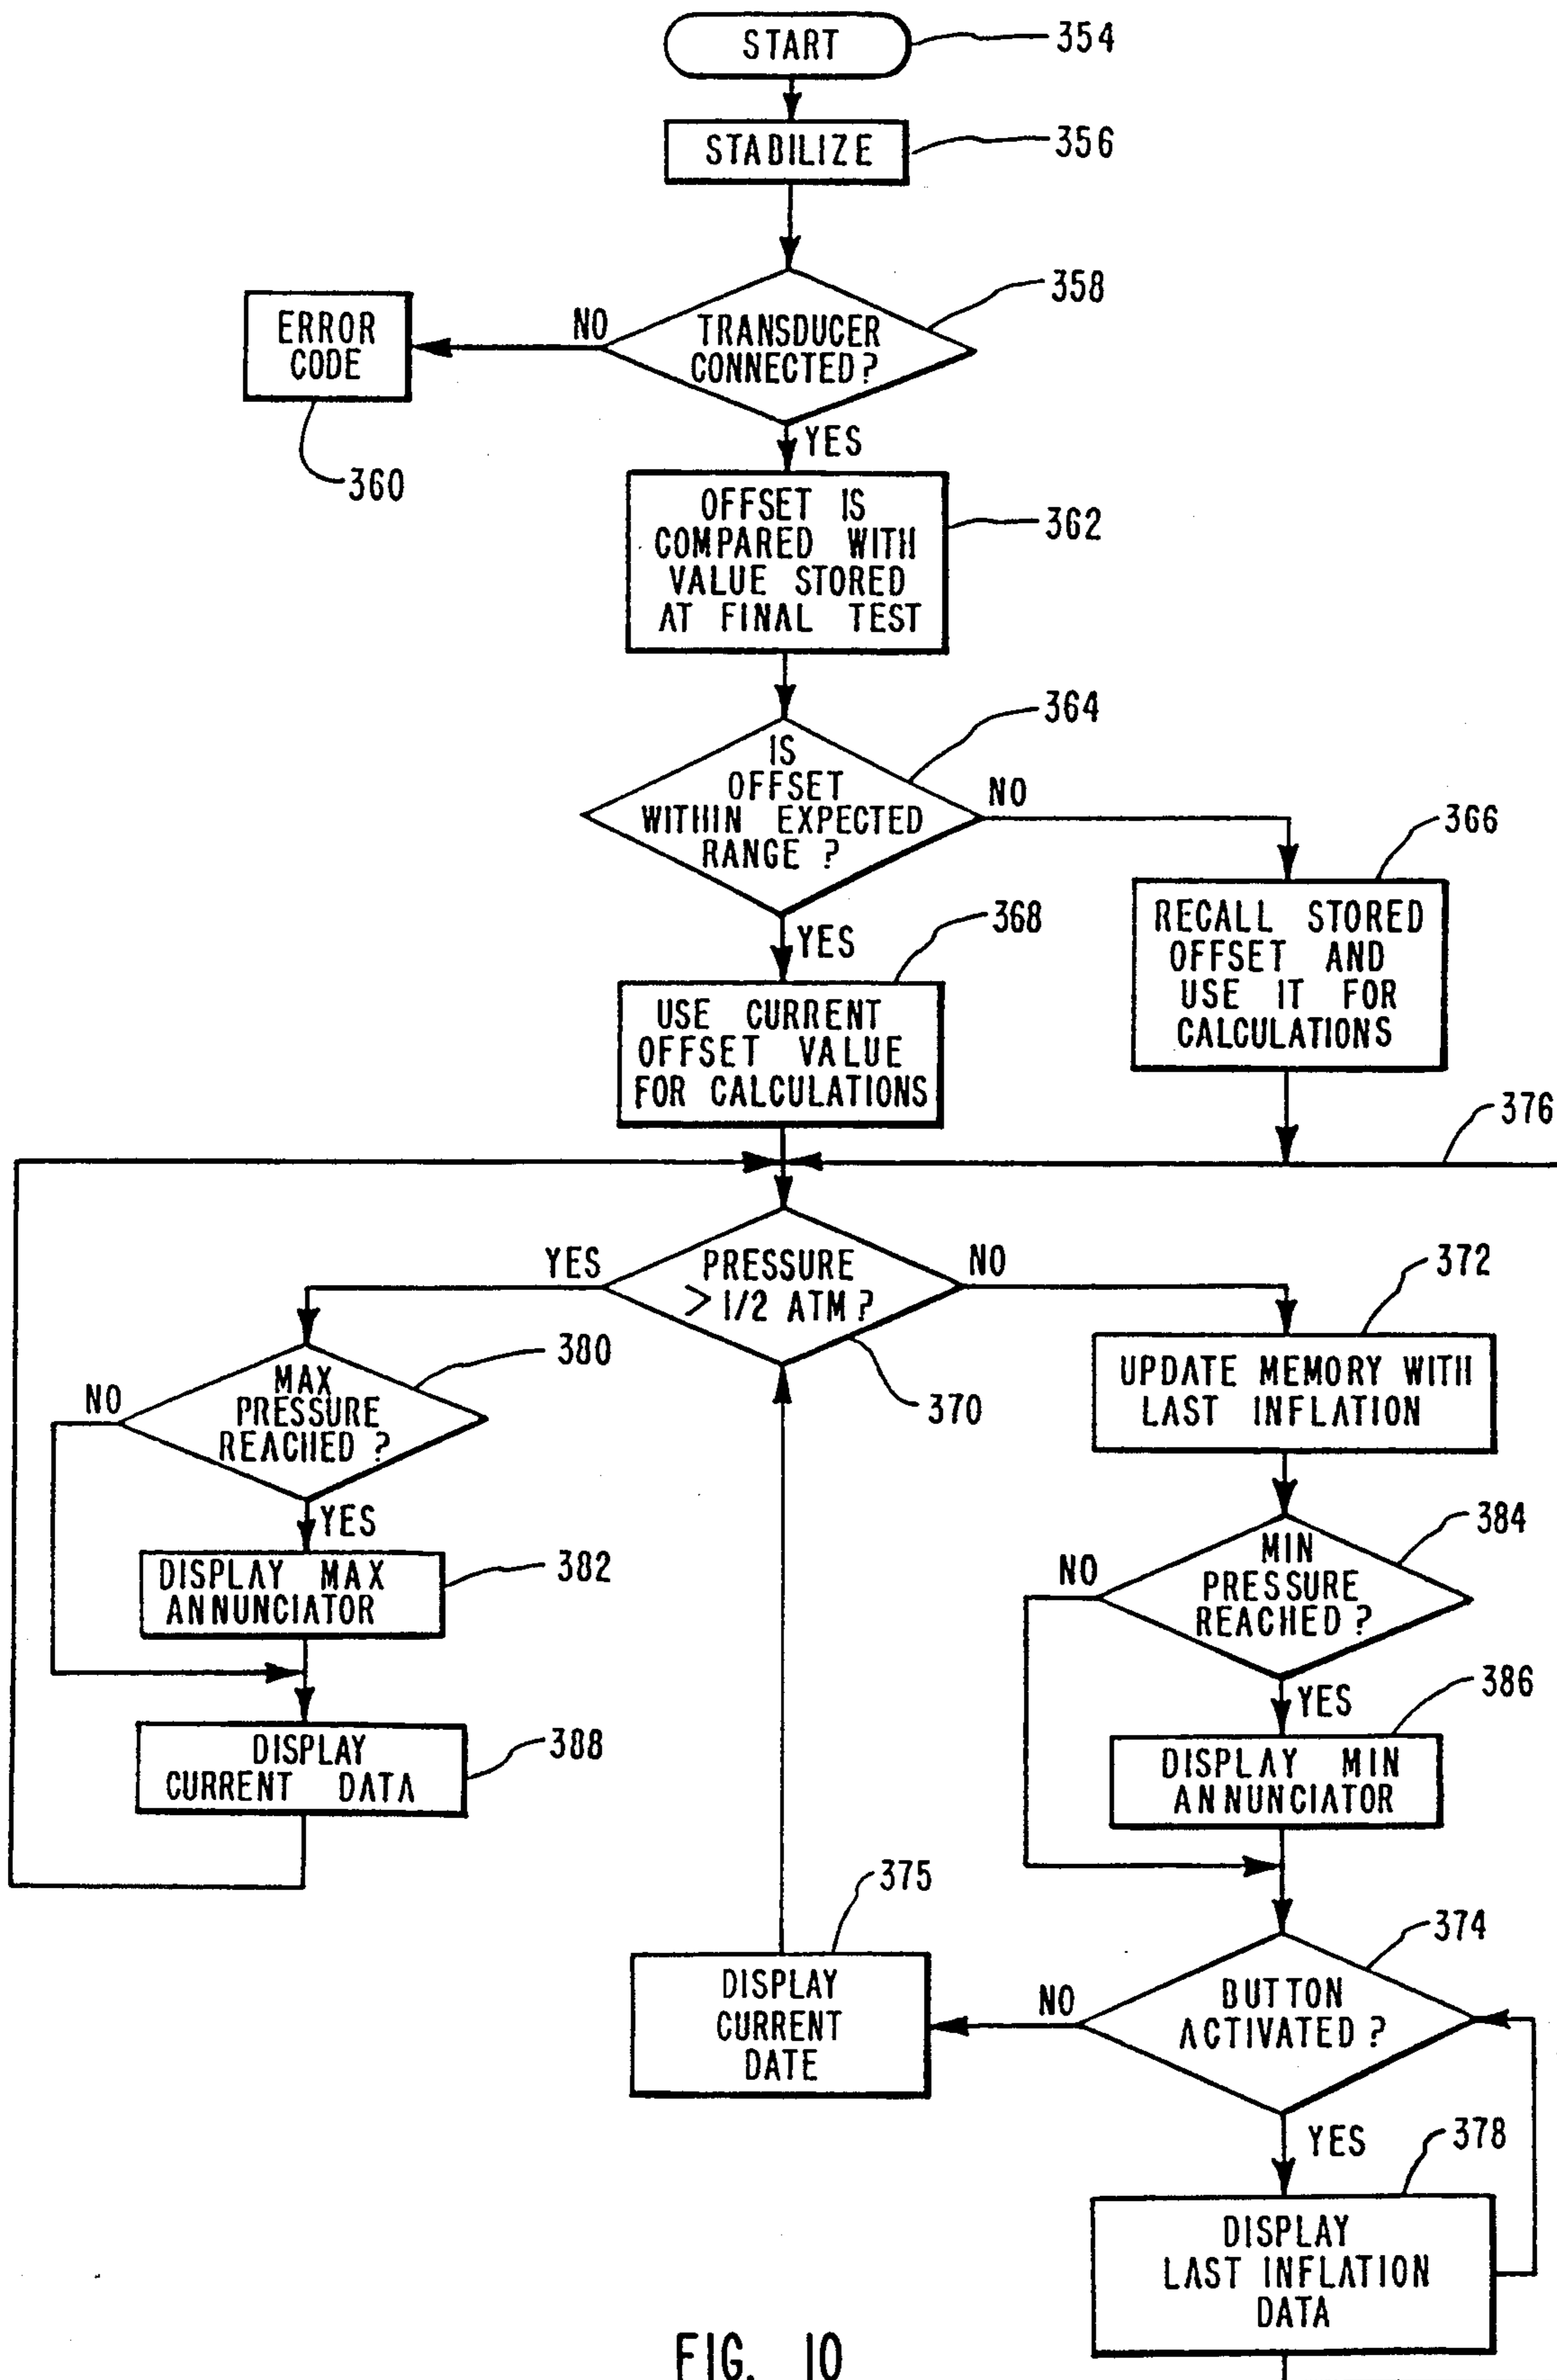 START
354
STABILIZE
356
358
TRANSDUCER
CONNECTED?
NO
ERROR
CODE
360
YES
OFFSET IS
COMPARED WITH
VALUE STORED
AT FINAL TEST
362
364
IS
OFFSET
WITHIN EXPECTED
RANGE ?
NO
366
RECALL STORED
OFFSET AND
USE IT FOR
CALCULATIONS
YES
368
USE CURRENT
OFFSET VALUE
FOR CALCULATIONS
376
PRESSURE
> 1/2 ATM ?
YES
NO
370
372
UPDATE MEMORY WITH
LAST INFLATION
380
MAX
PRESSURE
REACHED ?
NO
YES
DISPLAY MAX
ANNUNCIATOR
382
DISPLAY
CURRENT DATA
388
384
MIN
PRESSURE
REACHED ?
NO
YES
386
DISPLAY MIN
ANNUNCIATOR
374
BUTTON
ACTIVATED ?
NO
375
DISPLAY
CURRENT
DATE
YES
378
DISPLAY
LAST INFLATION
DATA
FIG. 10